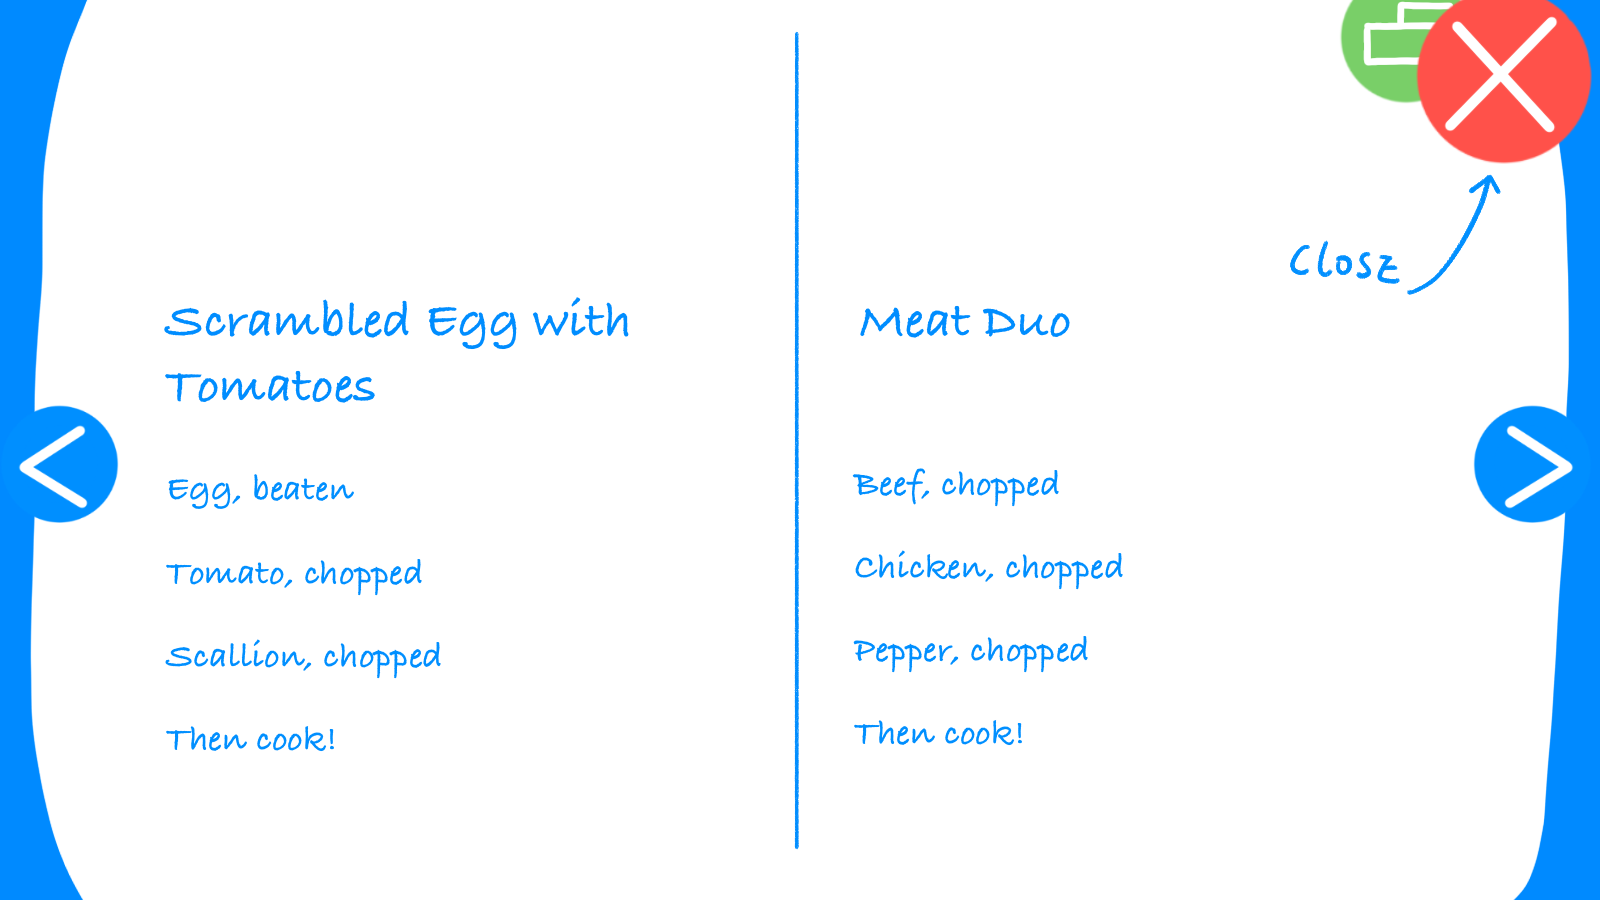 Scrambled Egg with
Tomatoes
Egg, beaten
Tomato, chopped
Scallion, chopped
Then cook!
Meat Duo
Beef, chopped
Chicken, chopped
Pepper, chopped
Then cook!
Close